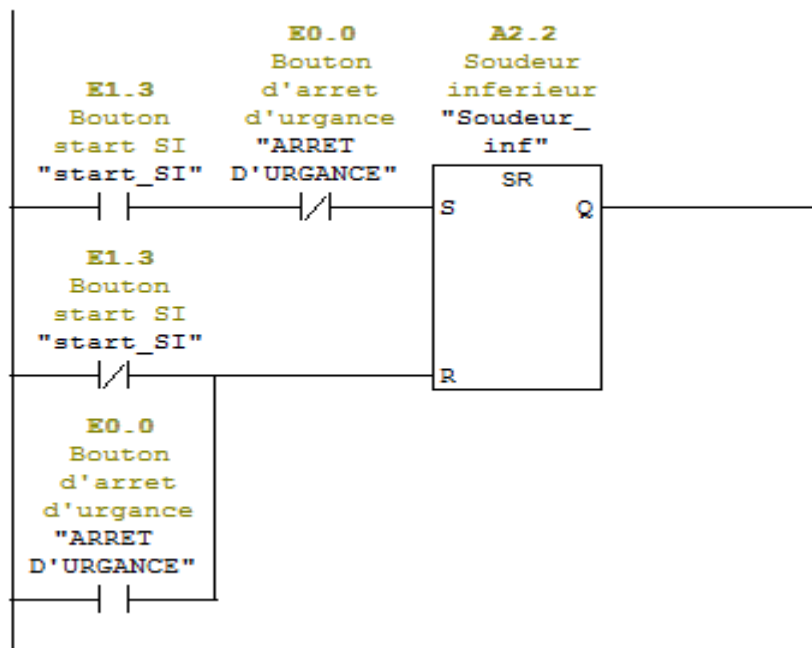 E1.3
Bouton
start SI
"start_SI"
E0.0
Bouton
d'arret
d'urgance
"ARRET
D'URGANCE"
A2.2
Soudeur
inferieur
"Soudeur_
inf"
SR
S
Q
E1.3
Bouton
start SI
"start_SI"
R
E0.0
Bouton
d'arret
d'urgance
"ARRET
D'URGANCE"